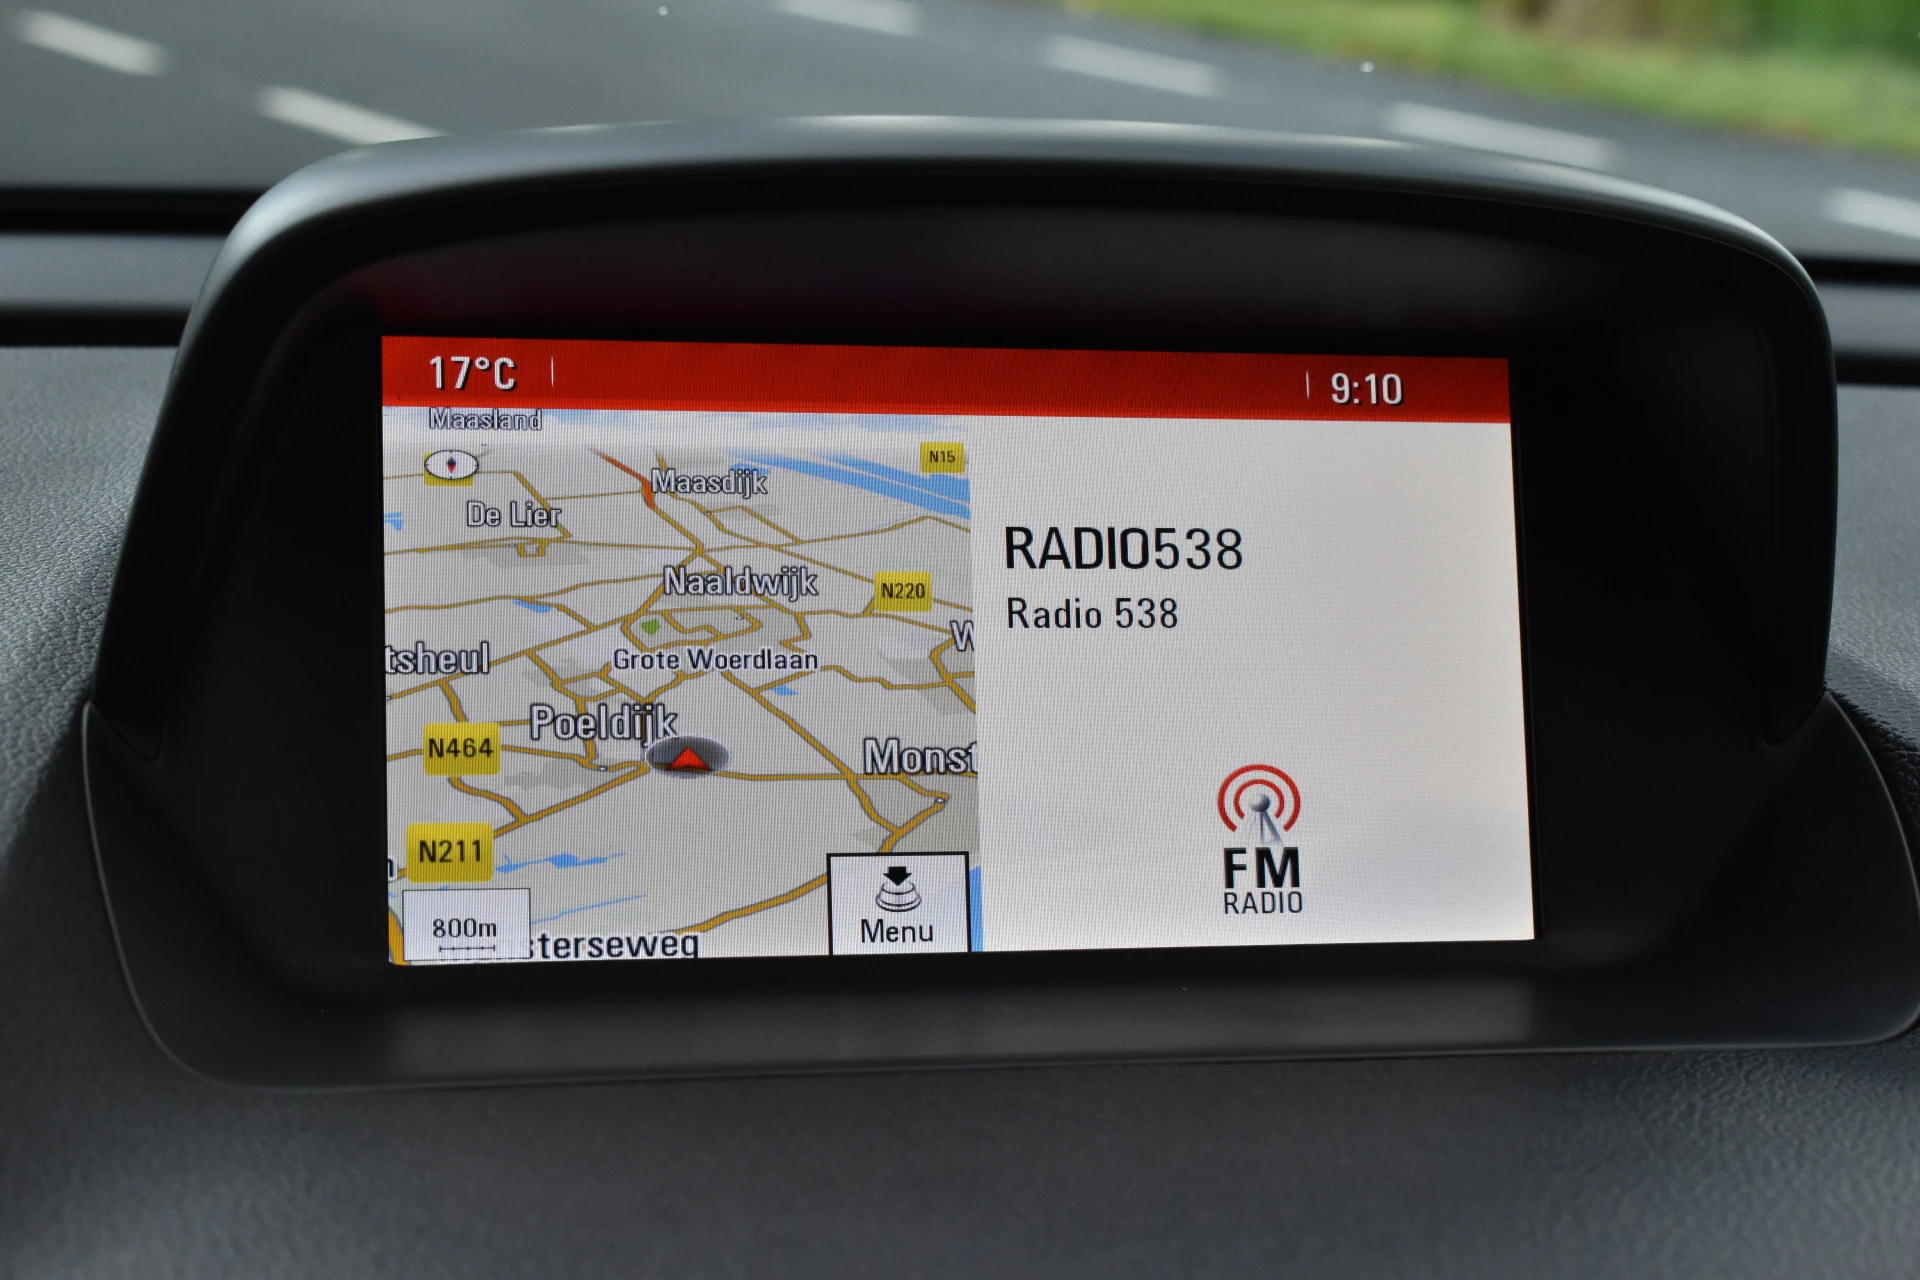 17°C
9:10
Maasland
N15
Maasdijk
De Lier
Naaldwijk
N220
tsheul
Grote Woerdlaan
Poeldijk
N464
Monst
N211
800m
sterseweg
Menu
RADIO538
Radio 538
FM
RADIO